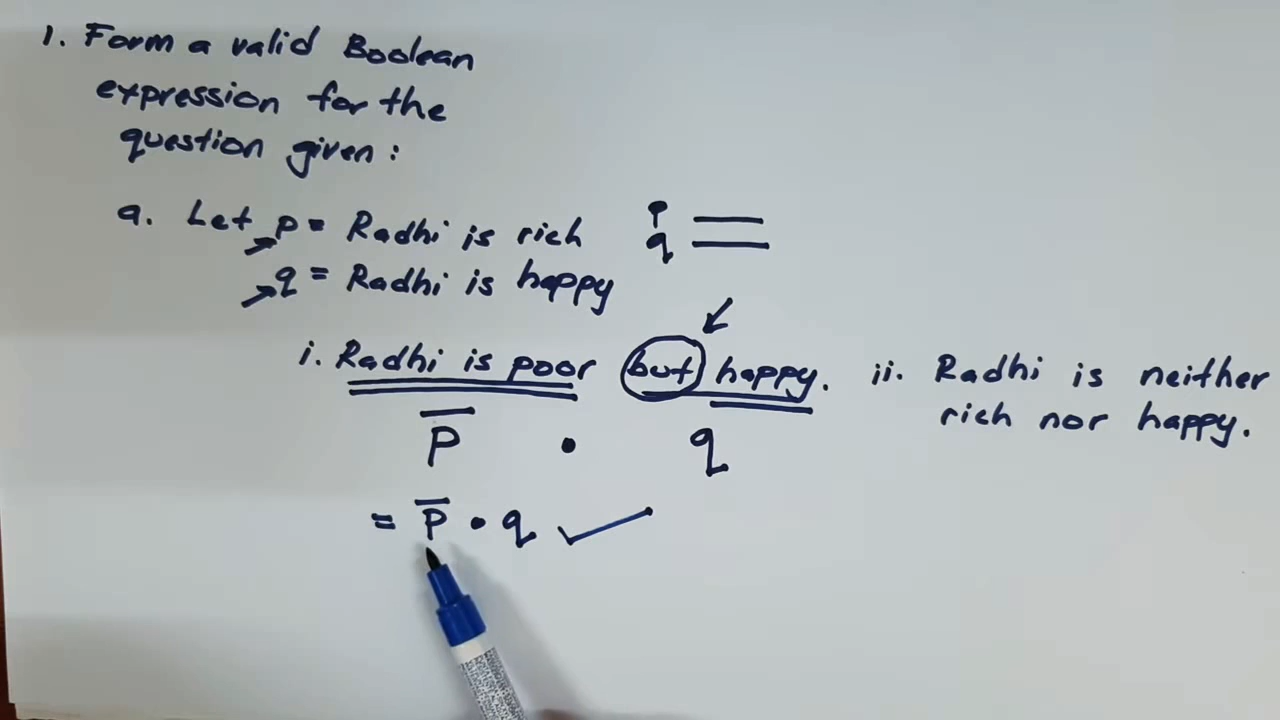 1. Form a valid Boolean
expression for the
question given:
a. Let p = Radhi is rich
q = Radhi is happy
p
q
i. Radhi is poor but happy.
p̅ • q
= p̅ • q ✓
ii. Radhi is neither
rich nor happy.